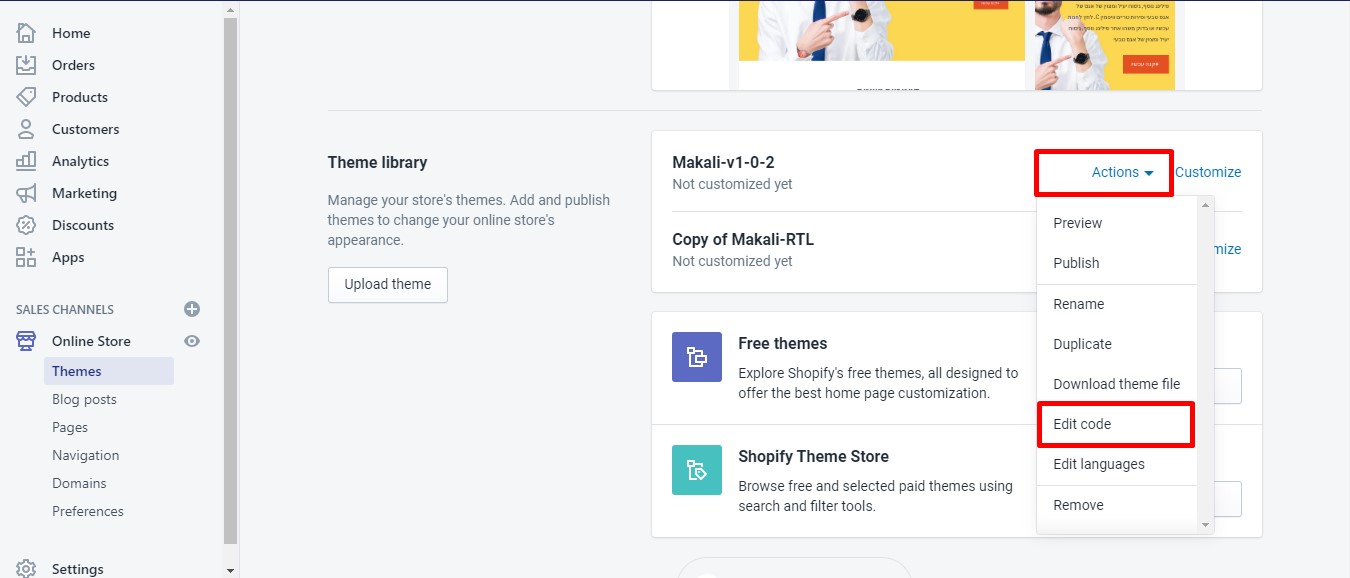 Home
Orders
Products
Customers
Analytics
Marketing
Discounts
Apps
SALES CHANNELS
Online Store
Themes
Blog posts
Pages
Navigation
Domains
Preferences
Settings
Theme library
Manage your store's themes. Add and publish
themes to change your online store's
appearance.
Upload theme
Makali-v1-0-2
Not customized yet
Actions
Customize
Copy of Makali-RTL
Not customized yet
mize
Preview
Publish
Rename
Duplicate
Download theme file
Edit code
Edit languages
Remove
Free themes
Explore Shopify's free themes, all designed to
offer the best home page customization.
Shopify Theme Store
Browse free and selected paid themes using
search and filter tools.